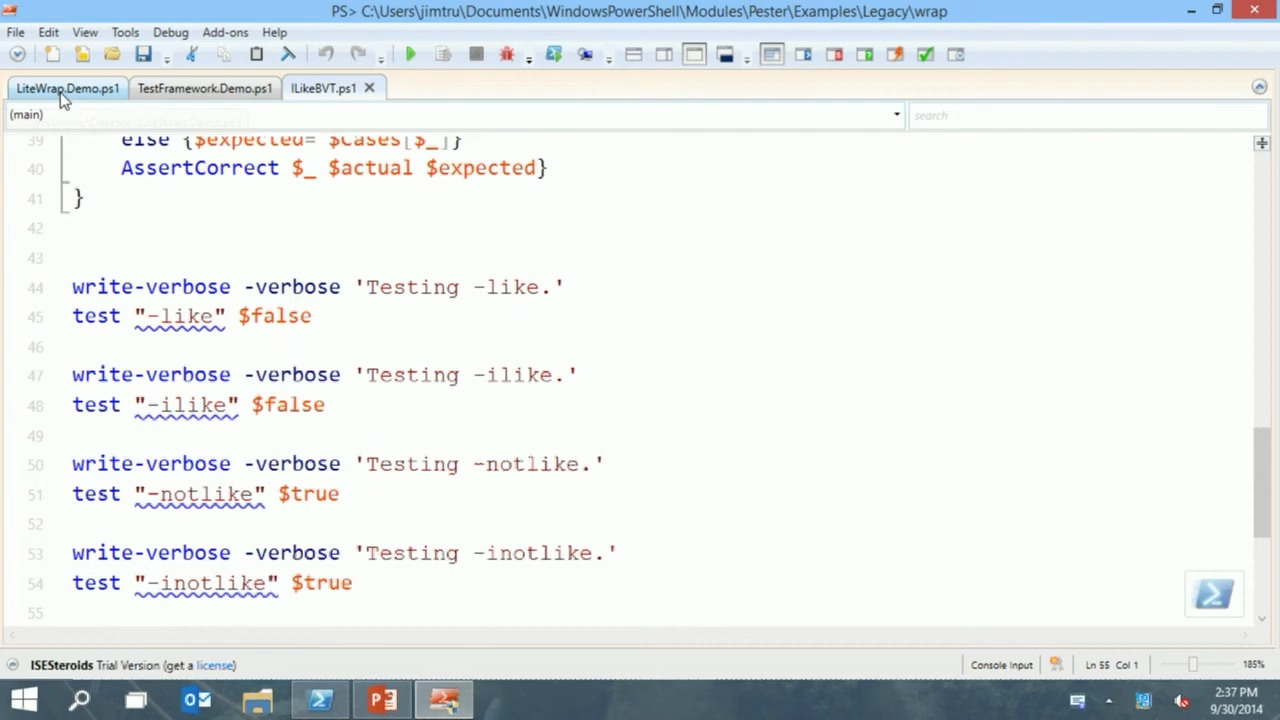 PS> C:\Users\jimtru\Documents\WindowsPowerShell\Modules\Pester\Examples\Legacy\wrap
File Edit View Tools Debug Add-ons Help
LiteWrap.Demo.ps1 TestFramework.Demo.ps1 ILikeBVT.ps1
(main) search
39 else {$expected= $Cases[$_]}
40 AssertCorrect $_ $actual $expected}
41 }
42
43
44 write-verbose -verbose 'Testing -like.'
45 test "-like" $false
46
47 write-verbose -verbose 'Testing -ilike.'
48 test "-ilike" $false
49
50 write-verbose -verbose 'Testing -notlike.'
51 test "-notlike" $true
52
53 write-verbose -verbose 'Testing -inotlike.'
54 test "-inotlike" $true
55
ISESteroids Trial Version (get a license) Console Input Ln 55 Col 1 185%
2:37 PM
9/30/2014